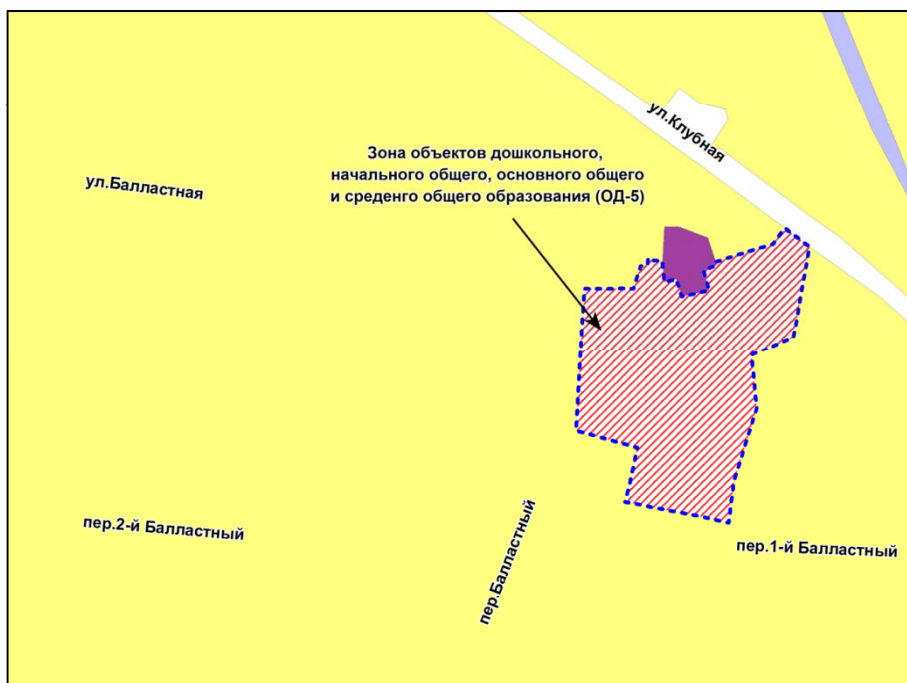 ул.Клубная
Зона объектов дошкольного,
начального общего, основного общего
и среденго общего образования (ОД-5)
ул.Балластная
пер.2-й Балластный
пер.Балластный
пер.1-й Балластный